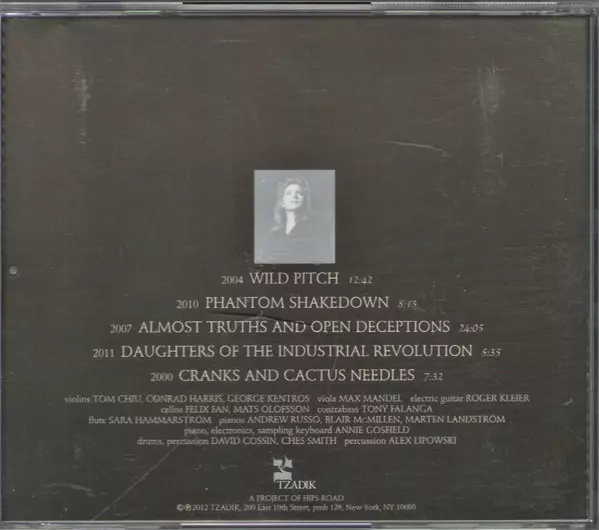 2004 WILD PITCH 12:42
2010 PHANTOM SHAKEDOWN 8:13
2007 ALMOST TRUTHS AND OPEN DECEPTIONS 24:05
2011 DAUGHTERS OF THE INDUSTRIAL REVOLUTION 5:35
2000 CRANKS AND CACTUS NEEDLES 7:32
violins TOM CHIU, CONRAD HARRIS, GEORGE KENTROS viola MAX MANDEL electric guitar ROGER KLEIER
cellos FELIX FAN, MATS OLOFSSON contrabass TONY FALANGA
flute SARA HAMMARSTRÖM pianos ANDREW RUSSO, BLAIR McMILLEN, MARTEN LANDSTRÖM
piano, electronics, sampling keyboard ANNIE GOSFIELD
drums, percussion DAVID COSSIN, CHES SMITH percussion ALEX LIPOWSKI
TZADIK
A PROJECT OF HIPS ROAD
©℗ 2012 TZADIK, 200 East 10th Street, pmb 126, New York, NY 10003